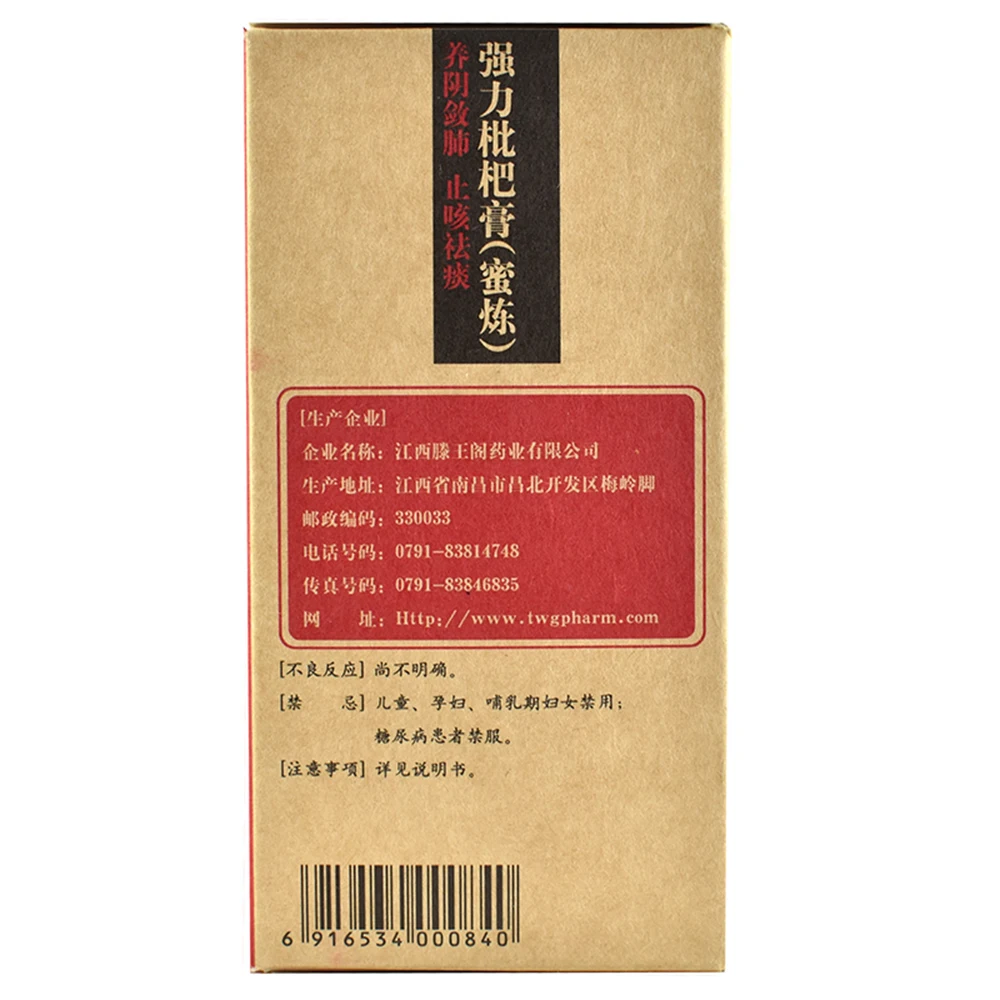 强力枇杷膏(蜜炼)
养阴敛肺 止咳祛痰
[生产企业]
企业名称：江西滕王阁药业有限公司
生产地址：江西省南昌市昌北开发区梅岭脚
邮政编码：330033
电话号码：0791-83814748
传真号码：0791-83846835
网　　址：Http://www.twgpharm.com
[不良反应] 尚不明确。
[禁　　忌] 儿童、孕妇、哺乳期妇女禁用；
糖尿病患者禁服。
[注意事项] 详见说明书。
6 916534 000840